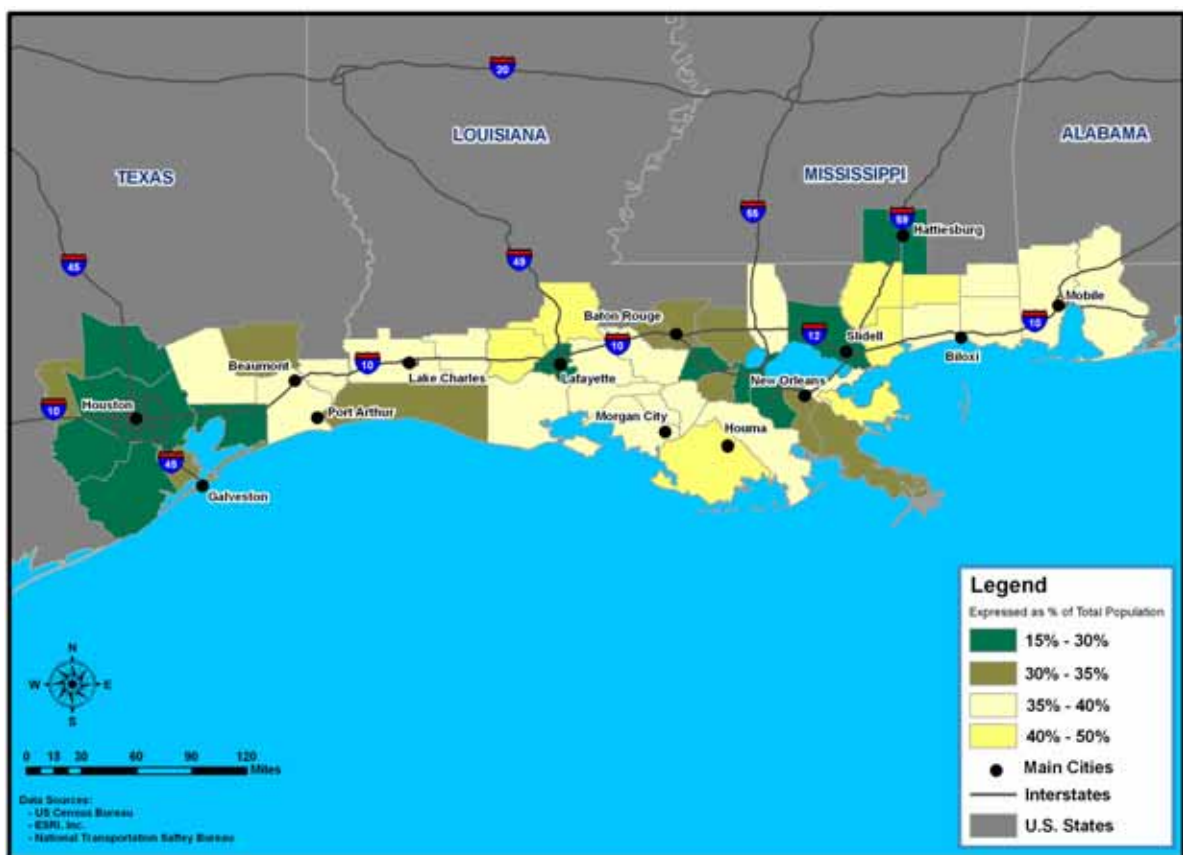 20
LOUISIANA
ALABAMA
TEXAS
MISSISSIPPI
55
59
Hattiesburg
45
49
Mobile
Baton Rouge
10
12
Slidell
10
Beaumont
10
Biloxi
Lake Charles
Lafayette
New Orleans
10
Houston
Port Arthur
Morgan City
Houma
45
Galveston
Legend
Expressed as % of Total Population
15% - 30%
30% - 35%
35% - 40%
40% - 50%
Main Cities
Interstates
U.S. States
N
W E
S
0 15 30 60 90 120
Miles
Data Sources:
- US Census Bureau
- ESRI, Inc.
- National Transportation Saftey Bureau